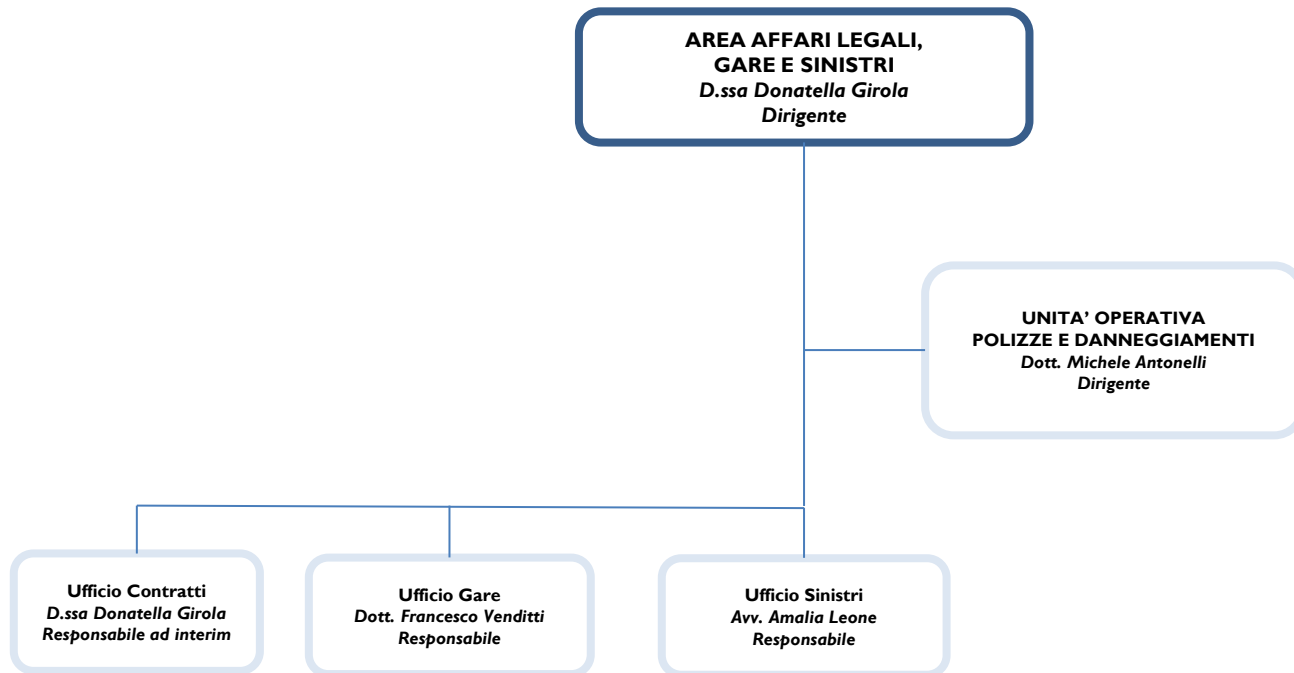 AREA AFFARI LEGALI,
GARE E SINISTRI
D.ssa Donatella Girola
Dirigente
UNITA’ OPERATIVA
POLIZZE E DANNEGGIAMENTI
Dott. Michele Antonelli
Dirigente
Ufficio Contratti
D.ssa Donatella Girola
Responsabile ad interim
Ufficio Gare
Dott. Francesco Venditti
Responsabile
Ufficio Sinistri
Avv. Amalia Leone
Responsabile